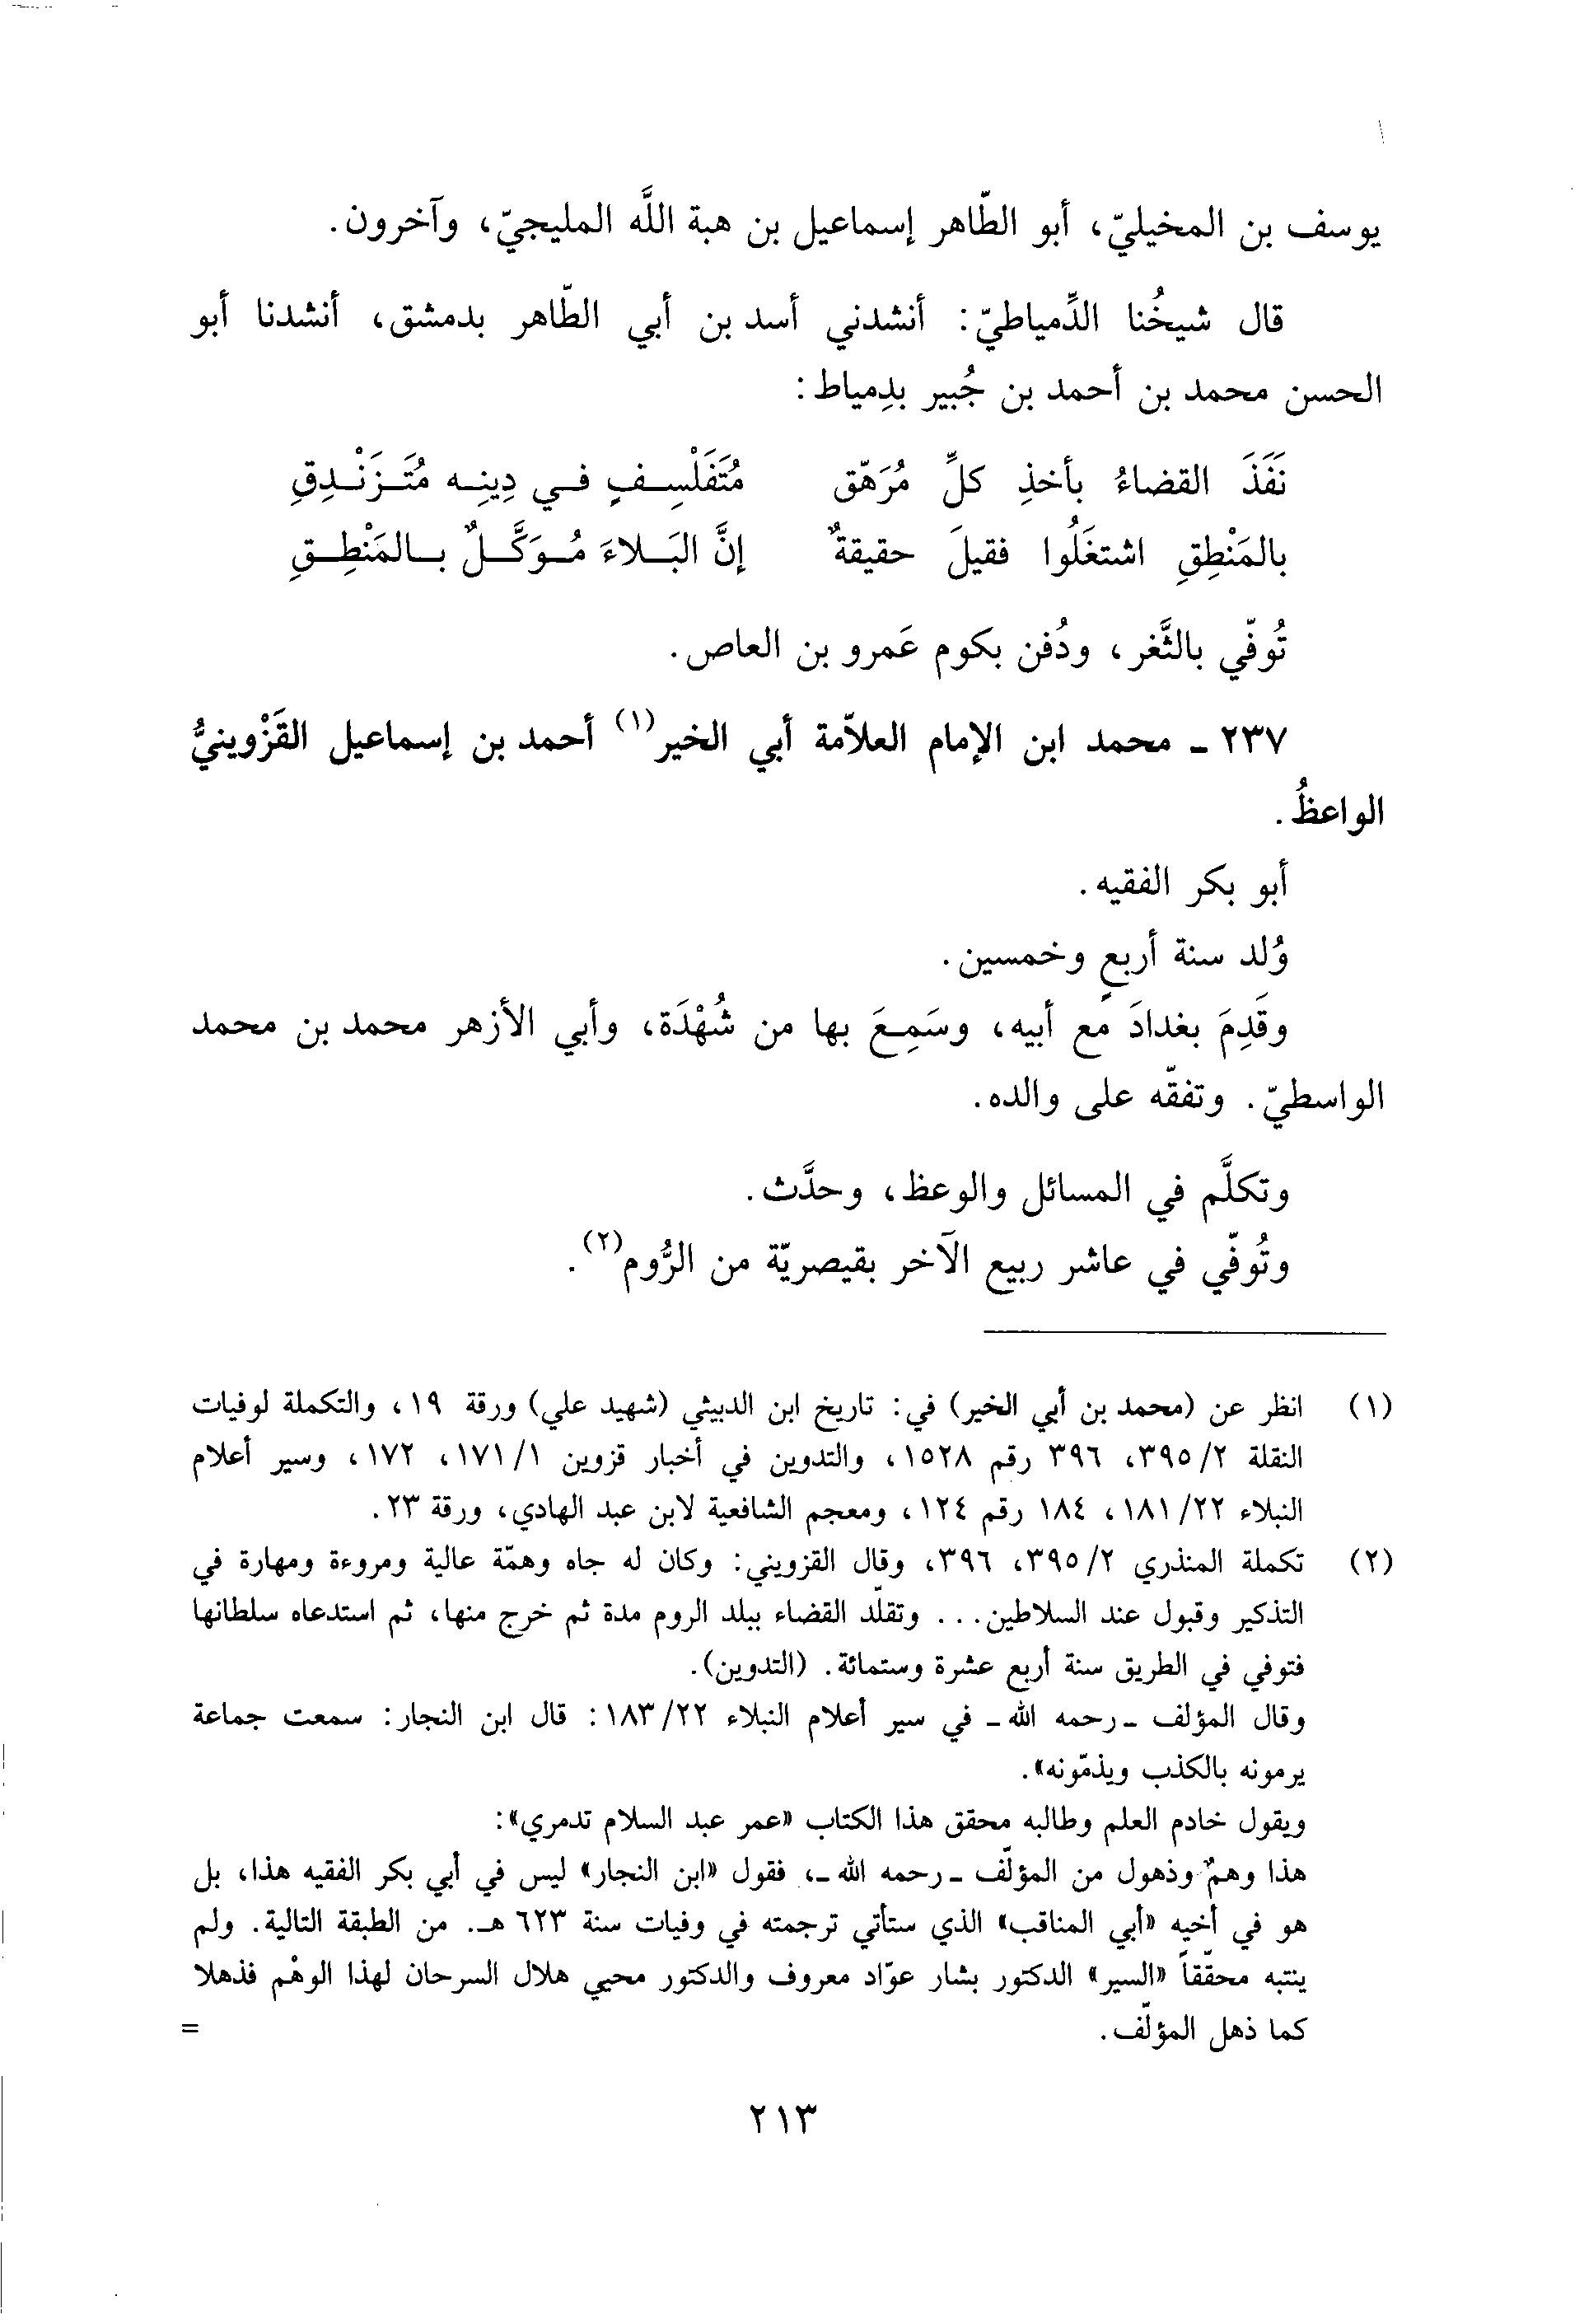 يوسف بن المخيليّ، أبو الطّاهر إسماعيل بن هبة اللَّه المليجيّ، وآخرون.
قال شيخُنا الدِّمياطيّ: أنشدني أسد بن أبي الطّاهر بدمشق، أنشدنا أبو
الحسن محمد بن أحمد بن جُبير بدِمياط:
نَفَذَ القضاءُ بأخذِ كلِّ مُرَهّق مُتَفَلْسِفٍ في دِينِه مُتَزَنْدِقِ
بالمَنْطِقِ اشتغَلُوا فقيلَ حقيقةٌ إنَّ البَلاءَ مُوَكَّلٌ بالمَنْطِقِ
تُوفّي بالثَّغر، ودُفن بكوم عَمرو بن العاص.
٢٣٧ - محمد ابن الإمام العلاّمة أبي الخير(١) أحمد بن إسماعيل القَزْوينيُّ
الواعظُ.
أبو بكر الفقيه.
وُلد سنة أربعٍ وخمسين.
وقَدِمَ بغدادَ مع أبيه، وسَمِعَ بها من شُهْدَة، وأبي الأزهر محمد بن محمد
الواسطيّ. وتفقّه على والده.
وتكلَّم في المسائل والوعظ، وحدَّث.
وتُوفّي في عاشر ربيع الآخر بقيصريّة من الرُّوم(٢).
(١) انظر عن (محمد بن أبي الخير) في: تاريخ ابن الدبيثي (شهيد علي) ورقة ١٩، والتكملة لوفيات
النقلة ٢/ ٣٩٥، ٣٩٦ رقم ١٥٢٨، والتدوين في أخبار قزوين ١/ ١٧١، ١٧٢، وسير أعلام
النبلاء ٢٢/ ١٨١، ١٨٤ رقم ١٢٤، ومعجم الشافعية لابن عبد الهادي، ورقة ٢٣.
(٢) تكملة المنذري ٢/ ٣٩٥، ٣٩٦، وقال القزويني: وكان له جاه وهمّة عالية ومروءة ومهارة في
التذكير وقبول عند السلاطين... وتقلّد القضاء ببلد الروم مدة ثم خرج منها، ثم استدعاه سلطانها
فتوفي في الطريق سنة أربع عشرة وستمائة. (التدوين).
وقال المؤلف - رحمه الله - في سير أعلام النبلاء ٢٢/ ١٨٣: قال ابن النجار: سمعت جماعة
يرمونه بالكذب ويذمّونه».
ويقول خادم العلم وطالبه محقق هذا الكتاب «عمر عبد السلام تدمري»:
هذا وهمٌ وذهول من المؤلّف - رحمه الله -، فقول «ابن النجار» ليس في أبي بكر الفقيه هذا، بل
هو في أخيه «أبي المناقب» الذي ستأتي ترجمته في وفيات سنة ٦٢٣ هـ. من الطبقة التالية. ولم
ينتبه محقّقاً «السير» الدكتور بشار عوّاد معروف والدكتور محيي هلال السرحان لهذا الوهْم فذهلا
كما ذهل المؤلّف. =
٢١٣